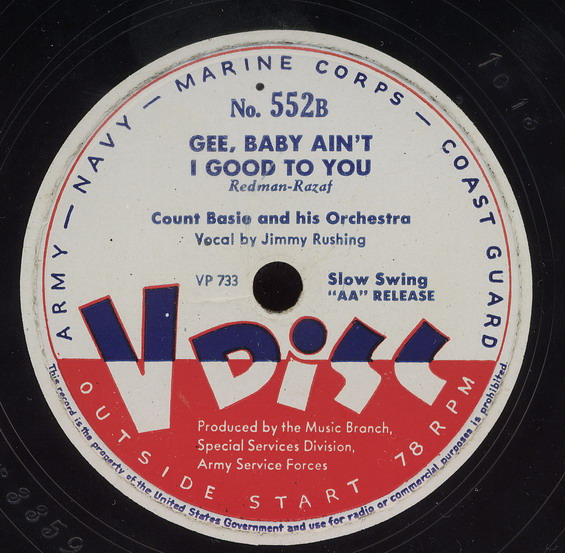 ARMY — NAVY — MARINE CORPS — COAST GUARD
No. 552B
GEE, BABY AIN'T
I GOOD TO YOU
Redman-Razaf
Count Basie and his Orchestra
Vocal by Jimmy Rushing
VP 733
Slow Swing
"AA" RELEASE
V DISC
Produced by the Music Branch,
Special Services Division,
Army Service Forces
OUTSIDE START 78 RPM
This record is the property of the United States Government and use for radio or commercial purposes is prohibited.